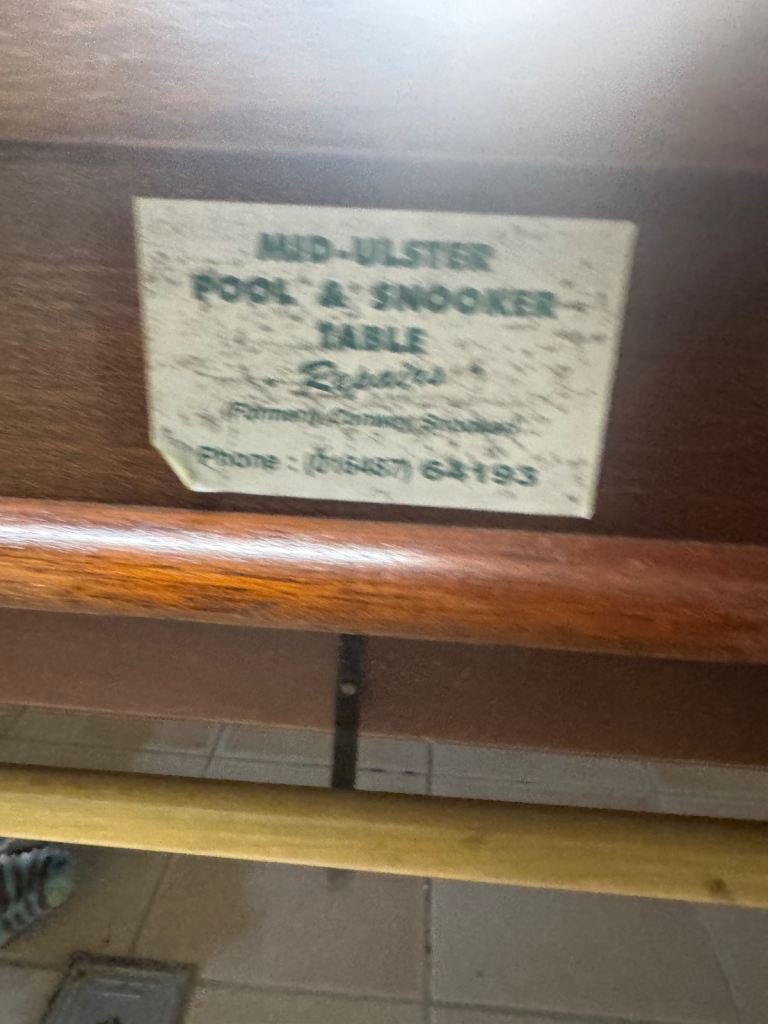 MID-ULSTER
POOL & SNOOKER
TABLE
Repairs
(Formerly Conway Snooker)
Phone : (016487) 64193